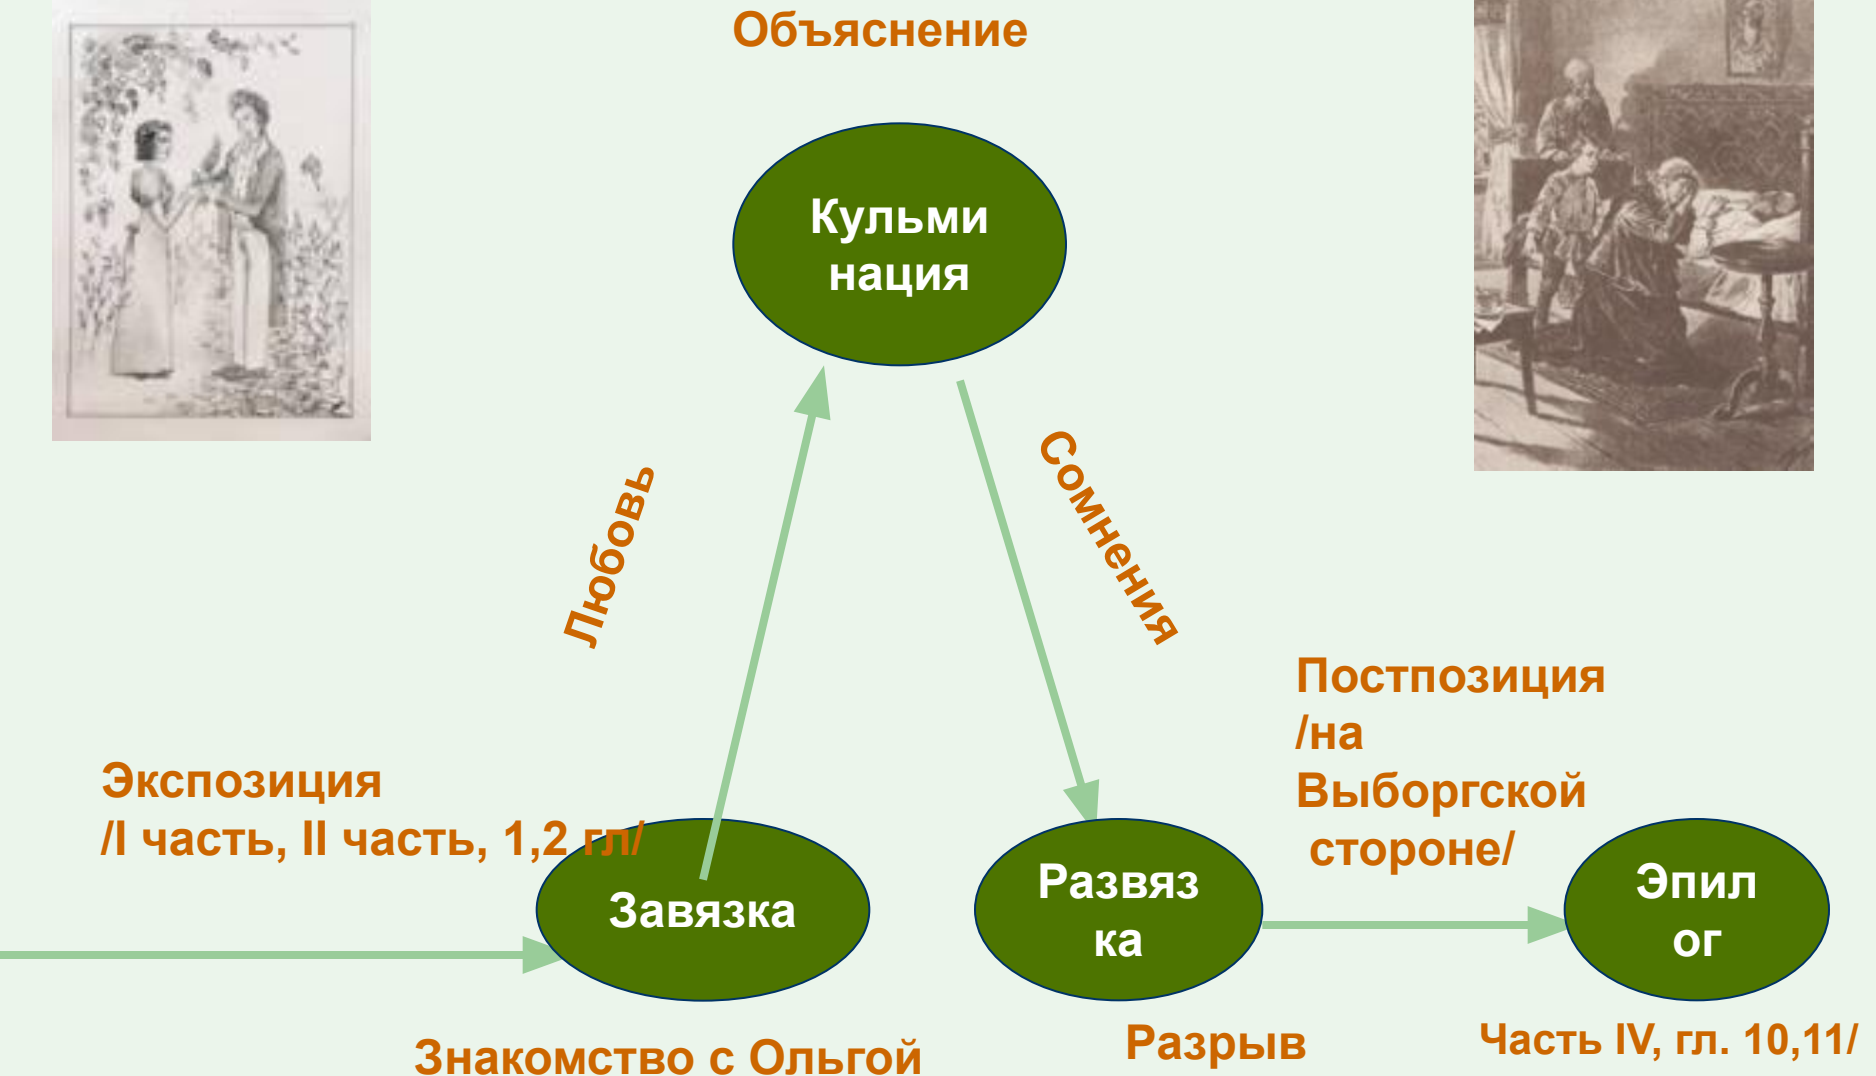 Объяснение
Кульми
нация
Любовь
Сомнения
Экспозиция
/I часть, II часть, 1,2 гл/
Постпозиция
/на
Выборгской
стороне/
Завязка
Развяз
ка
Эпил
ог
Знакомство с Ольгой
Разрыв
Часть IV, гл. 10,11/